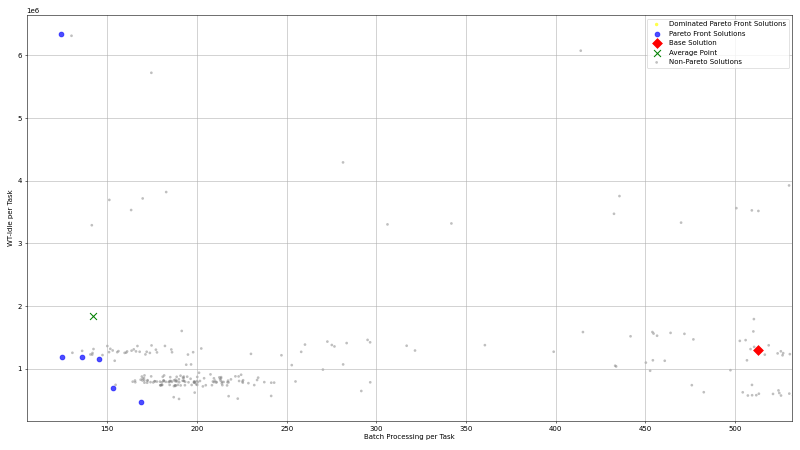 1e6
Dominated Pareto Front Solutions
Pareto Front Solutions
Base Solution
Average Point
Non-Pareto Solutions
6
5
4
3
2
1
WT-Idle per Task
150 200 250 300 350 400 450 500
Batch Processing per Task